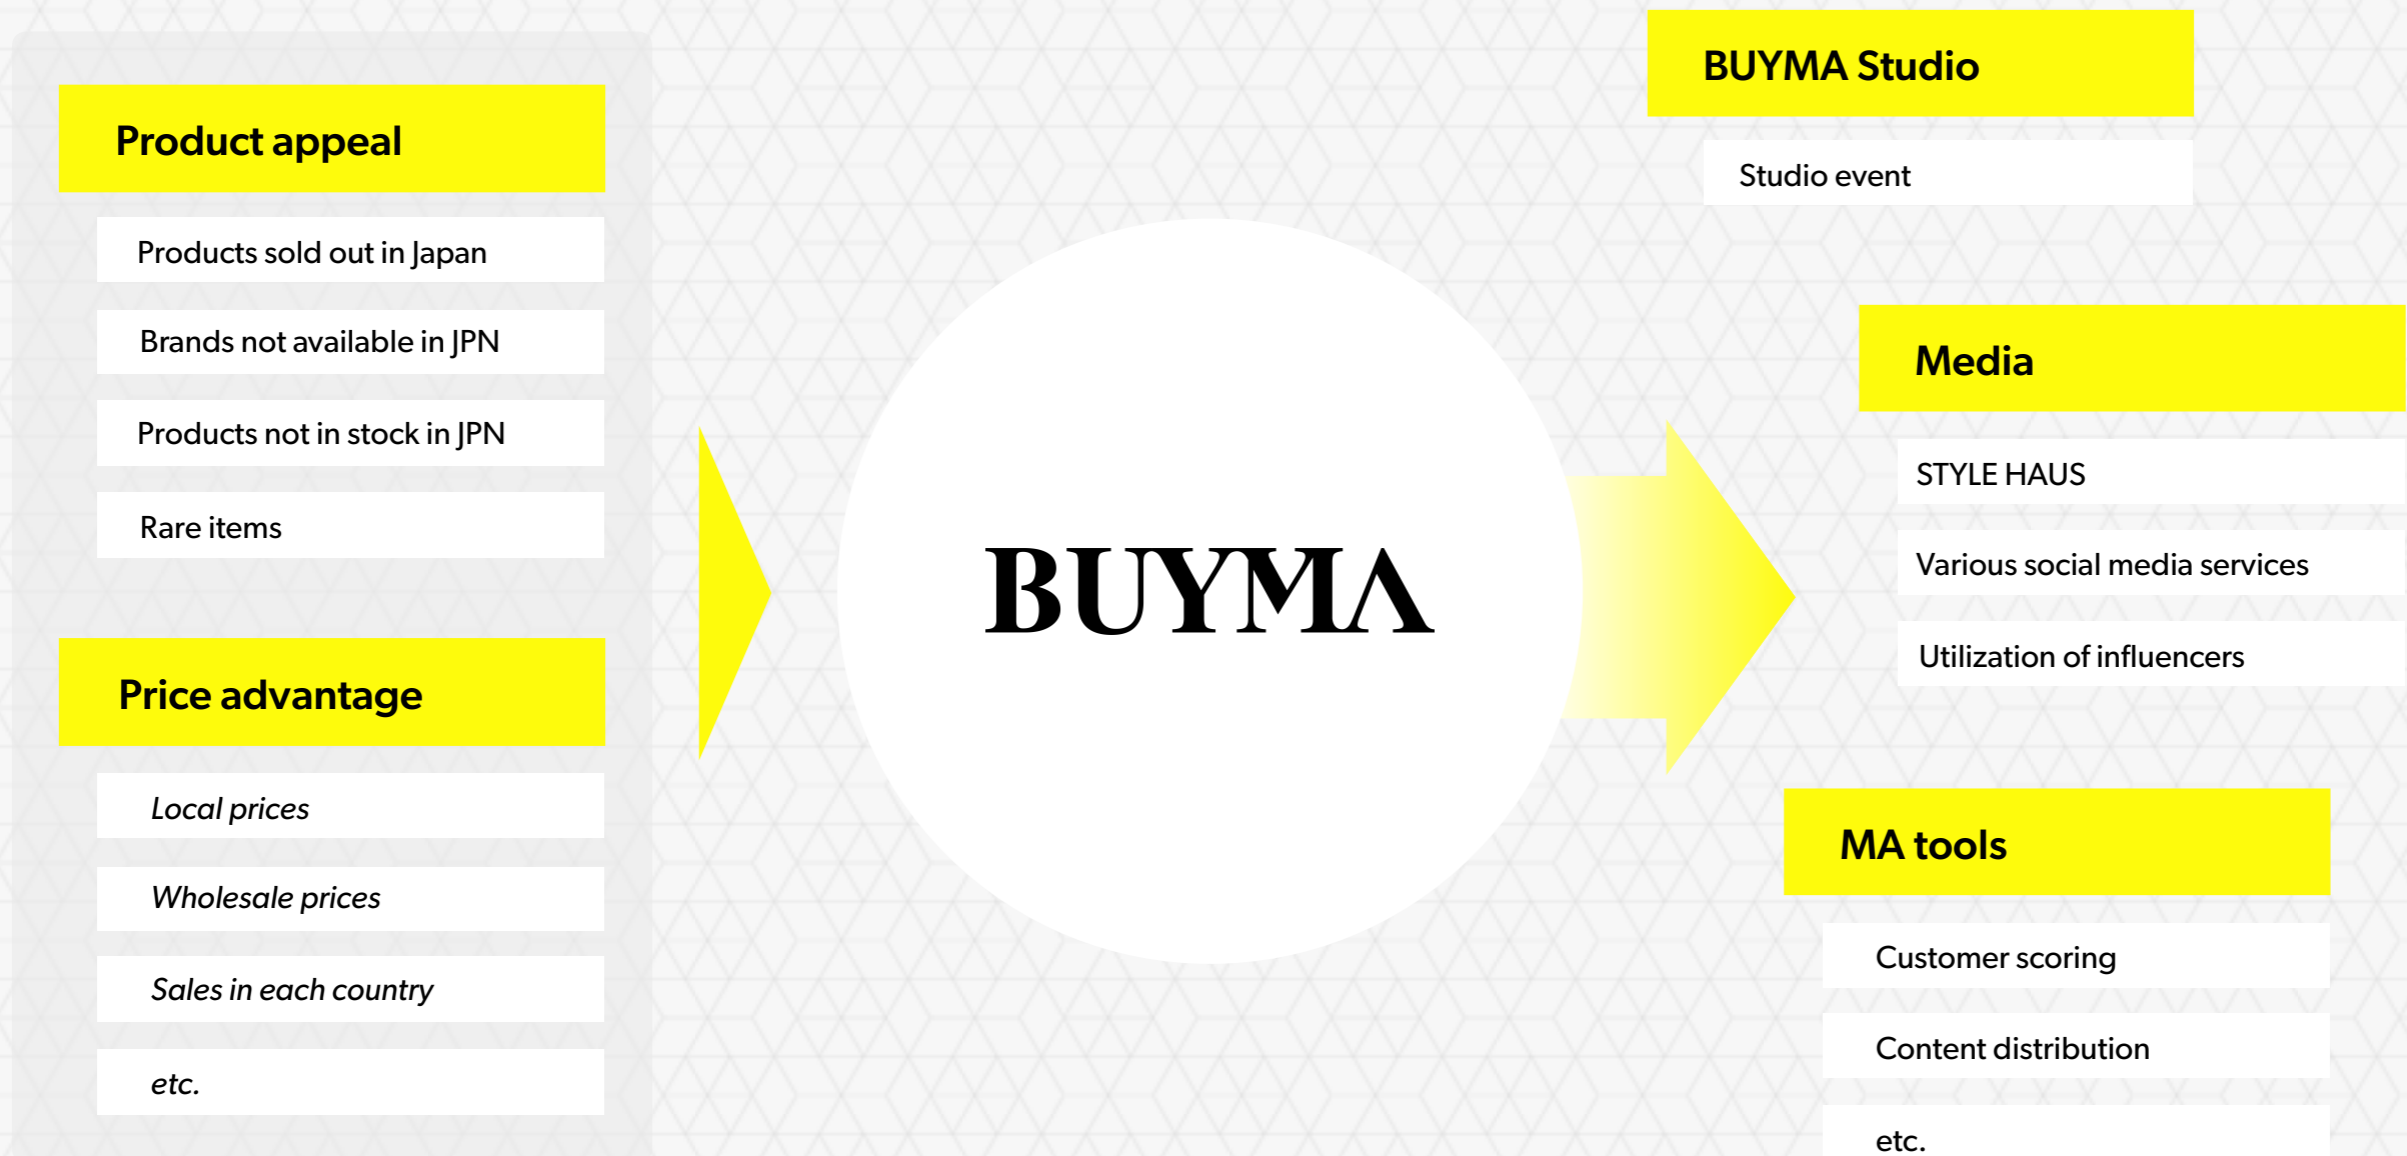 Product appeal
Products sold out in Japan
Brands not available in JPN
Products not in stock in JPN
Rare items
Price advantage
Local prices
Wholesale prices
Sales in each country
etc.
BUYMA
BUYMA Studio
Studio event
Media
STYLE HAUS
Various social media services
Utilization of influencers
MA tools
Customer scoring
Content distribution
etc.